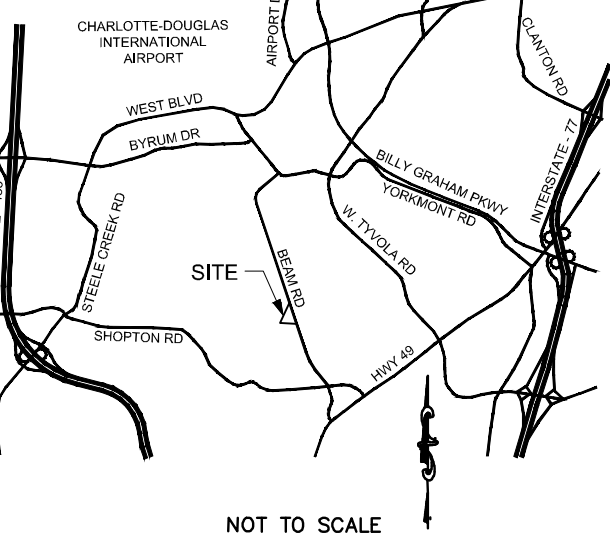 CHARLOTTE-DOUGLAS
INTERNATIONAL
AIRPORT
AIRPORT
CLANTON RD
WEST BLVD
BYRUM DR
INTERSTATE - 77
BILLY GRAHAM PKWY
YORKMONT RD
STEELE CREEK RD
W. TYVOLA RD
BEAM RD
SITE
SHOPTON RD
HWY 49
NOT TO SCALE